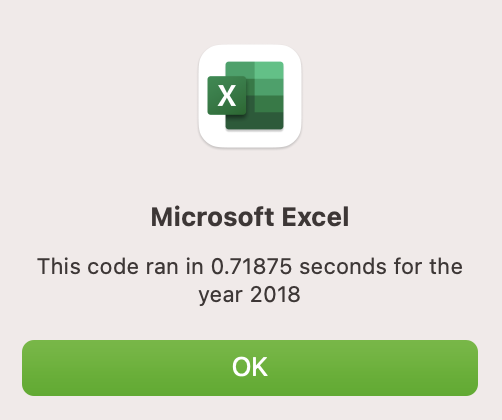 X
Microsoft Excel
This code ran in 0.71875 seconds for the
year 2018
OK